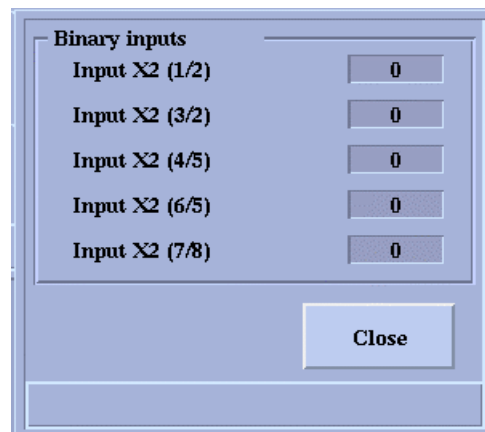 Binary inputs
Input X2 (1/2) 0
Input X2 (3/2) 0
Input X2 (4/5) 0
Input X2 (6/5) 0
Input X2 (7/8) 0
Close